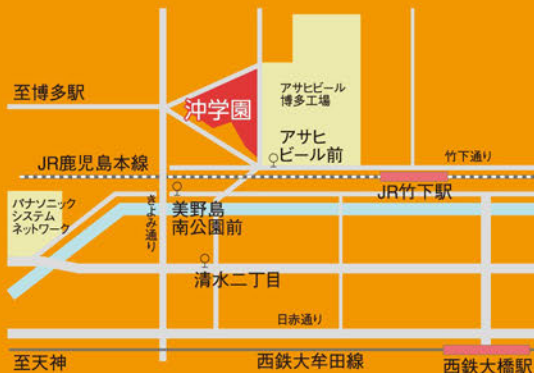 至博多駅
沖学園
アサヒビール
博多工場
アサヒ
ビール前
竹下通り
JR鹿児島本線
JR竹下駅
パナソニック
システム
ネットワーク
きよみ通り
美野島
南公園前
清水二丁目
日赤通り
至天神
西鉄大牟田線
西鉄大橋駅